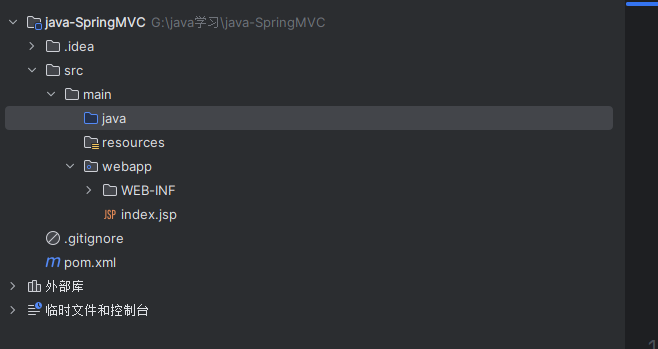 java-SpringMVC G:\java学习\java-SpringMVC
.idea
src
main
java
resources
webapp
WEB-INF
JSP index.jsp
.gitignore
m pom.xml
外部库
临时文件和控制台
1